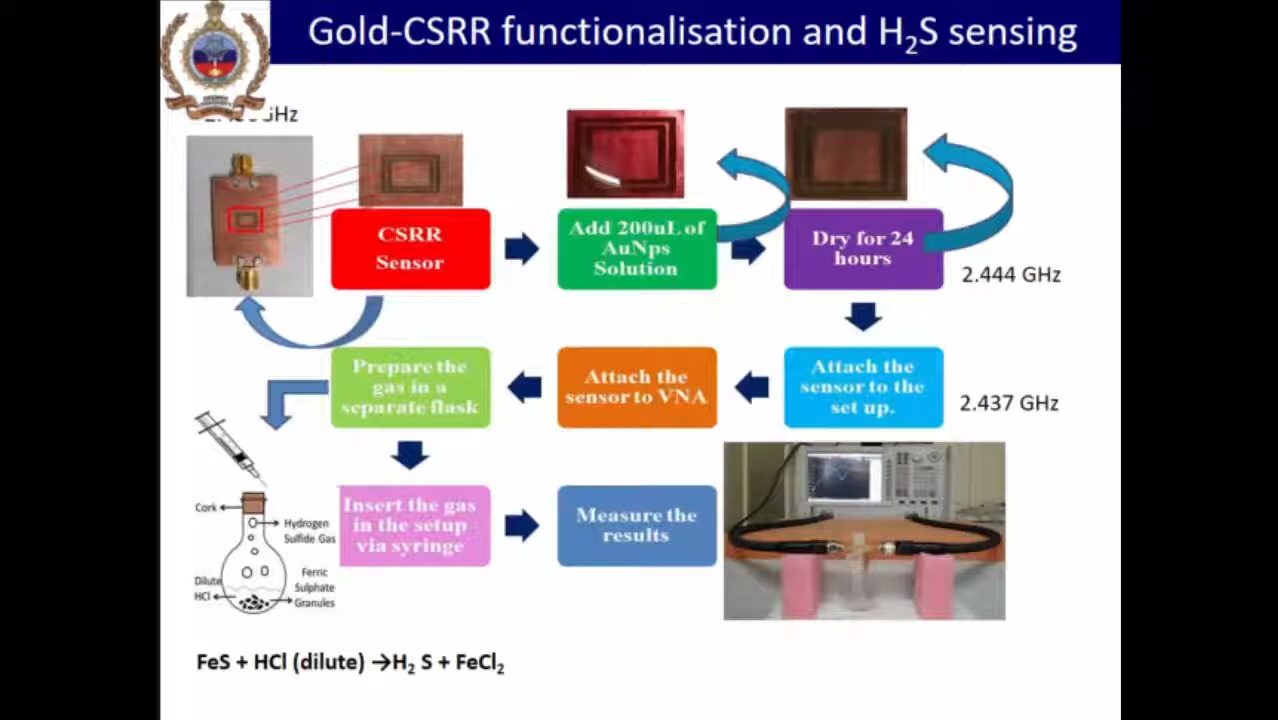 Gold-CSRR functionalisation and H₂S sensing
GHz
CSRR
Sensor
Add 200uL of
AuNps
Solution
Dry for 24
hours
2.444 GHz
Prepare the
gas in a
separate flask
Attach the
sensor to VNA
Attach the
sensor to the
set up.
2.437 GHz
Cork
Hydrogen
Sulfide Gas
Dilute
HCl
Ferric
Sulphate
Granules
Insert the gas
in the setup
via syringe
Measure the
results
FeS + HCl (dilute) →H₂ S + FeCl₂